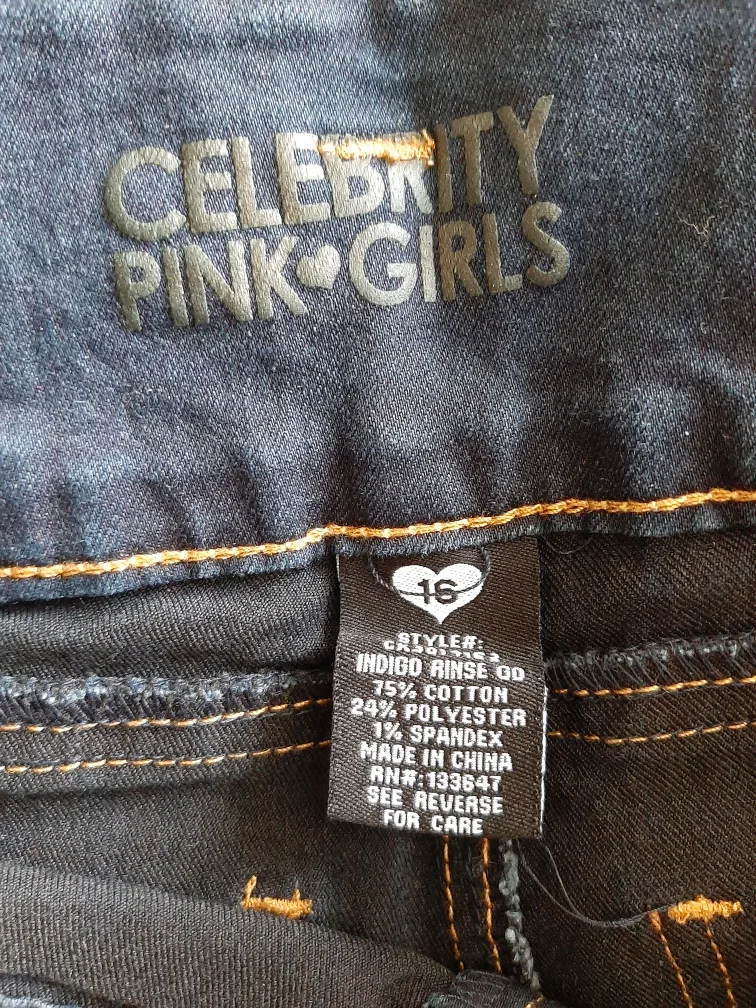 CELEBRITY
PINK GIRLS
16
STYLE#:
INDIGO RINSE GD
75% COTTON
24% POLYESTER
1% SPANDEX
MADE IN CHINA
RN#:133647
SEE REVERSE
FOR CARE